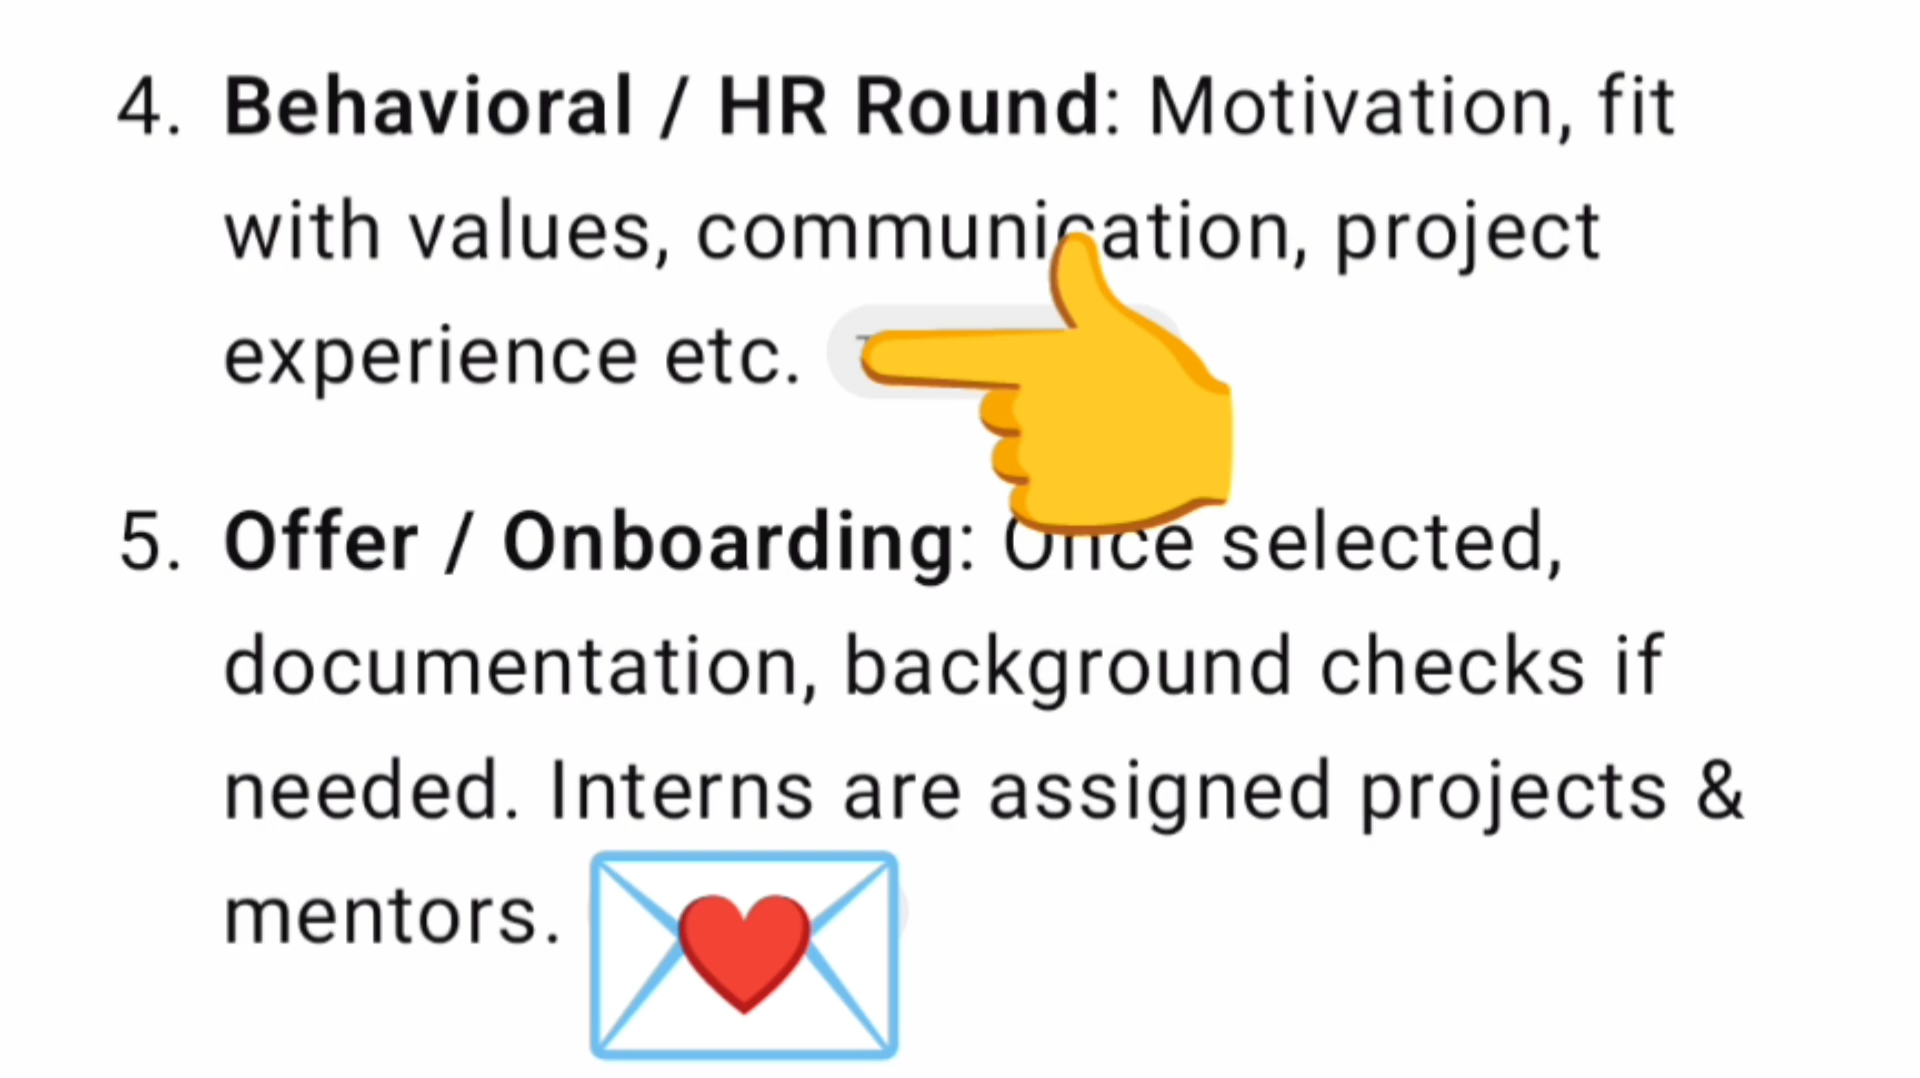 4. Behavioral / HR Round: Motivation, fit
with values, communication, project
experience etc.
5. Offer / Onboarding: Once selected,
documentation, background checks if
needed. Interns are assigned projects &
mentors.